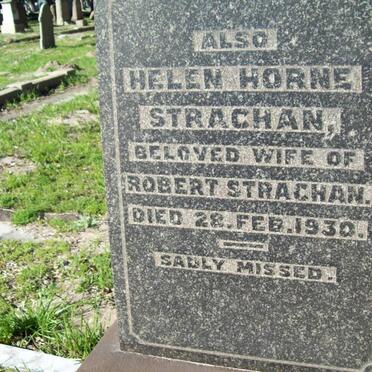 ALSO
HELEN HORNE
STRACHAN,
BELOVED WIFE OF
ROBERT STRACHAN.
DIED 28. FEB. 1930.
SADLY MISSED.